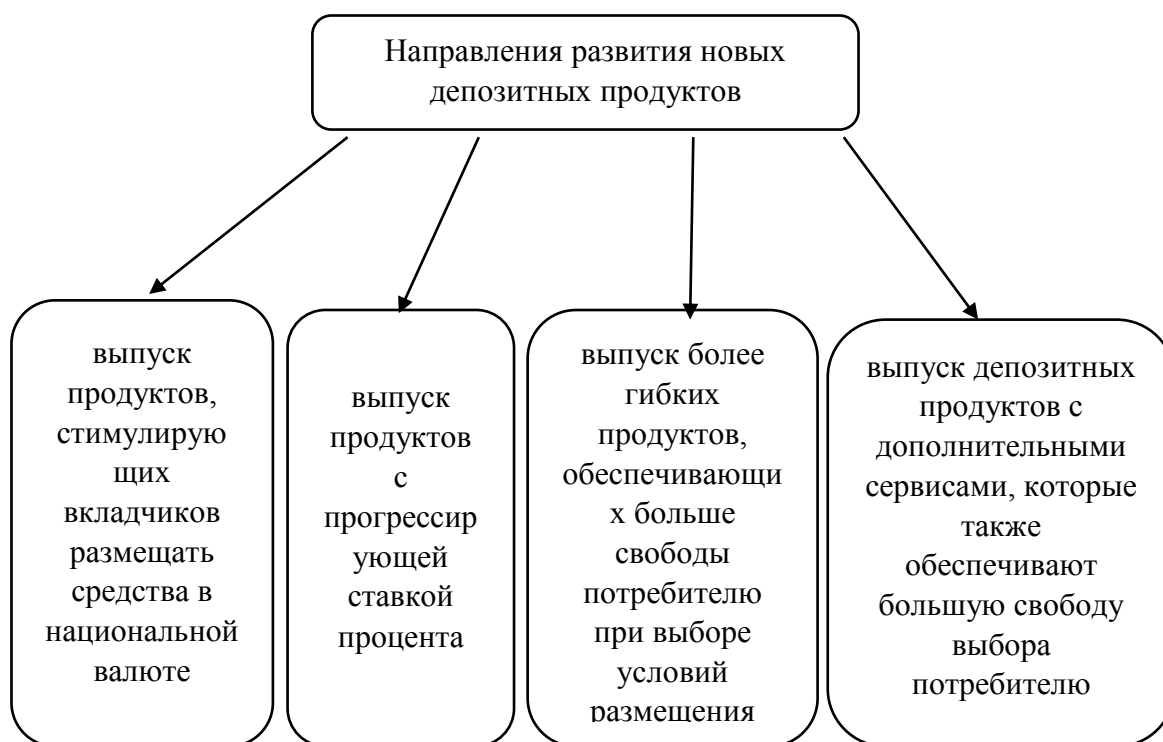 Направления развития новых
депозитных продуктов
выпуск
продуктов,
стимулирую
щих
вкладчиков
размещать
средства в
национальной
валюте
выпуск
продуктов
с
прогрессир
ующей
ставкой
процента
выпуск более
гибких
продуктов,
обеспечивающи
х больше
свободы
потребителю
при выборе
условий
размещения
выпуск депозитных
продуктов с
дополнительными
сервисами, которые
также
обеспечивают
большую свободу
выбора
потребителю